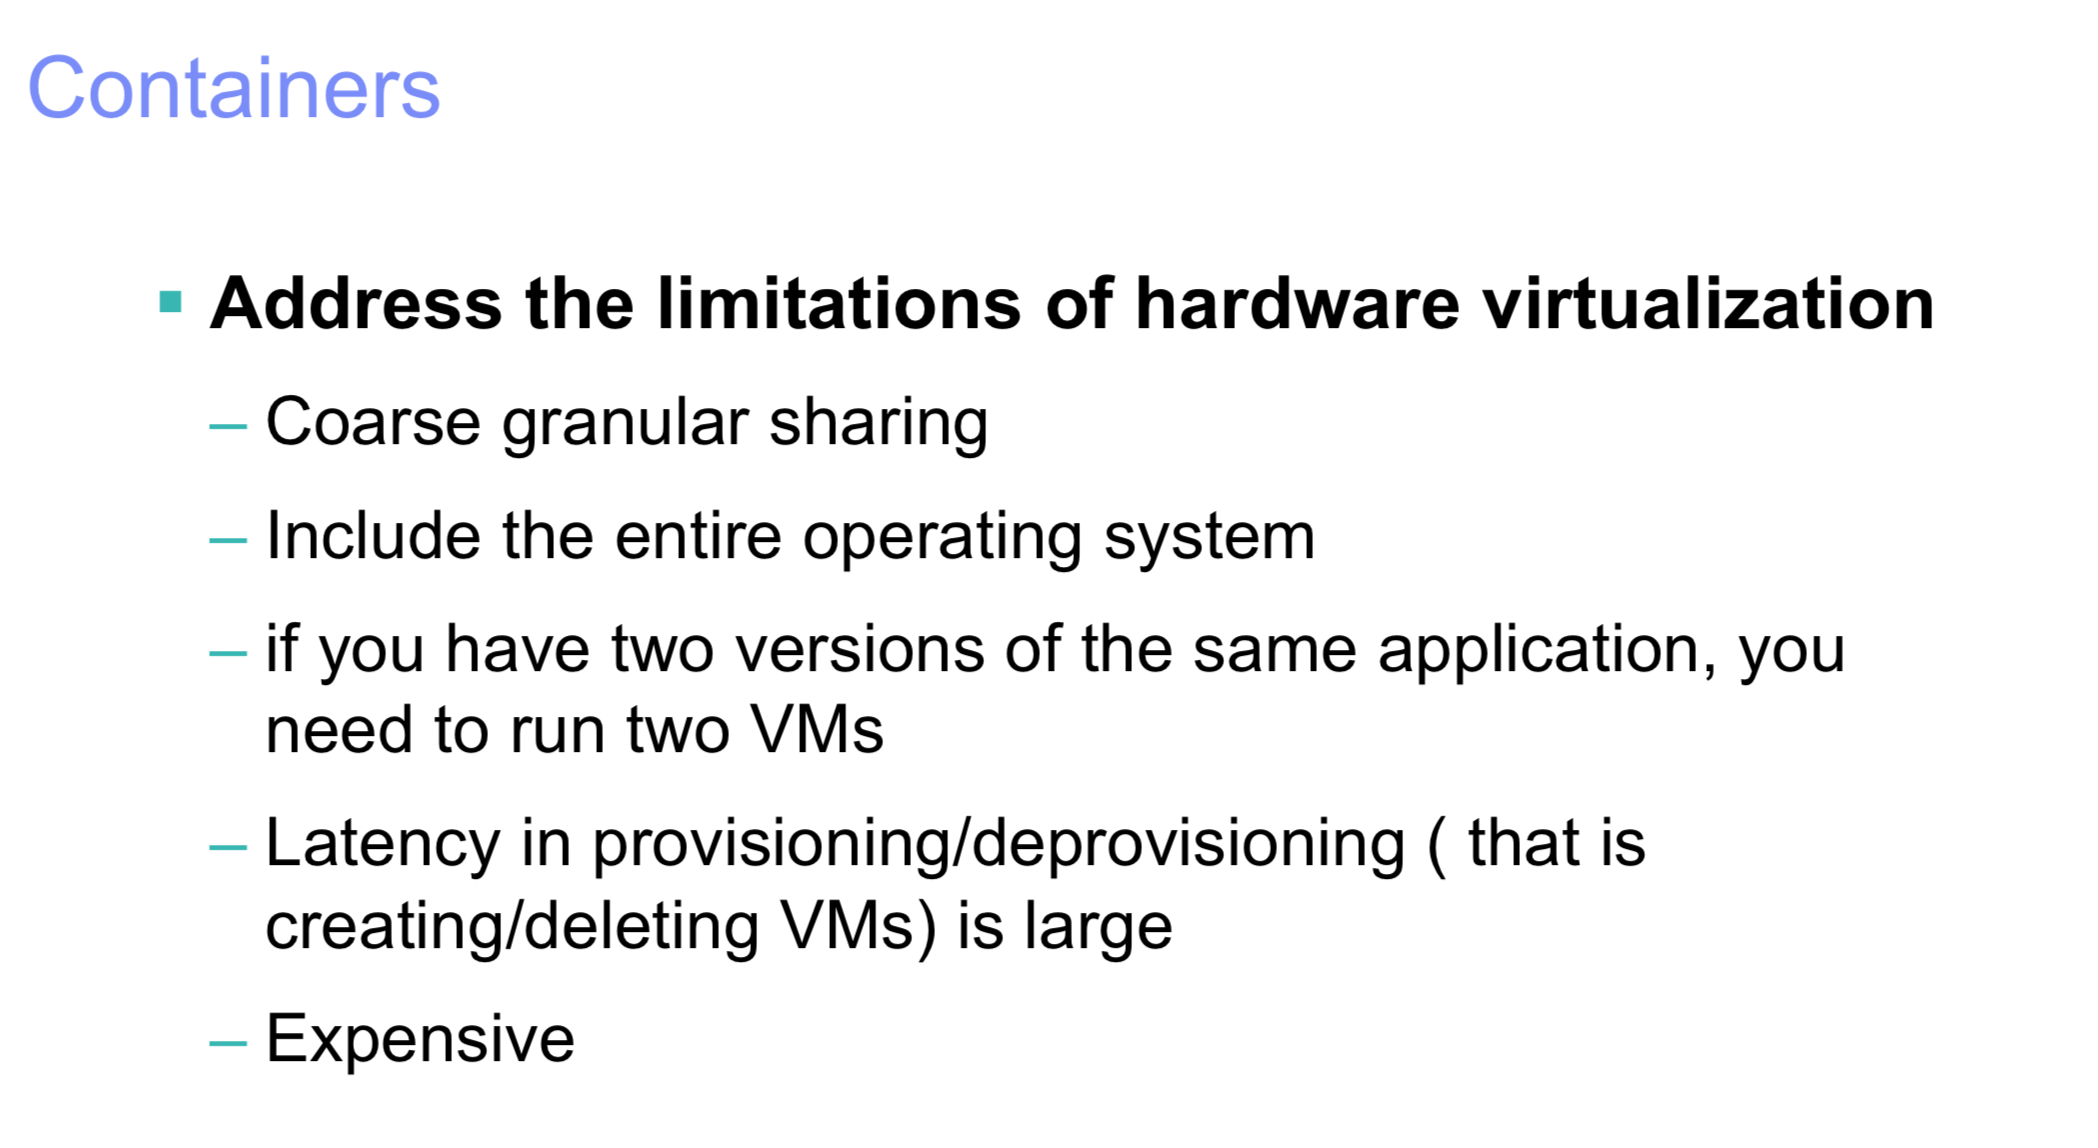 Containers
▪ Address the limitations of hardware virtualization
– Coarse granular sharing
– Include the entire operating system
– if you have two versions of the same application, you
need to run two VMs
– Latency in provisioning/deprovisioning ( that is
creating/deleting VMs) is large
– Expensive